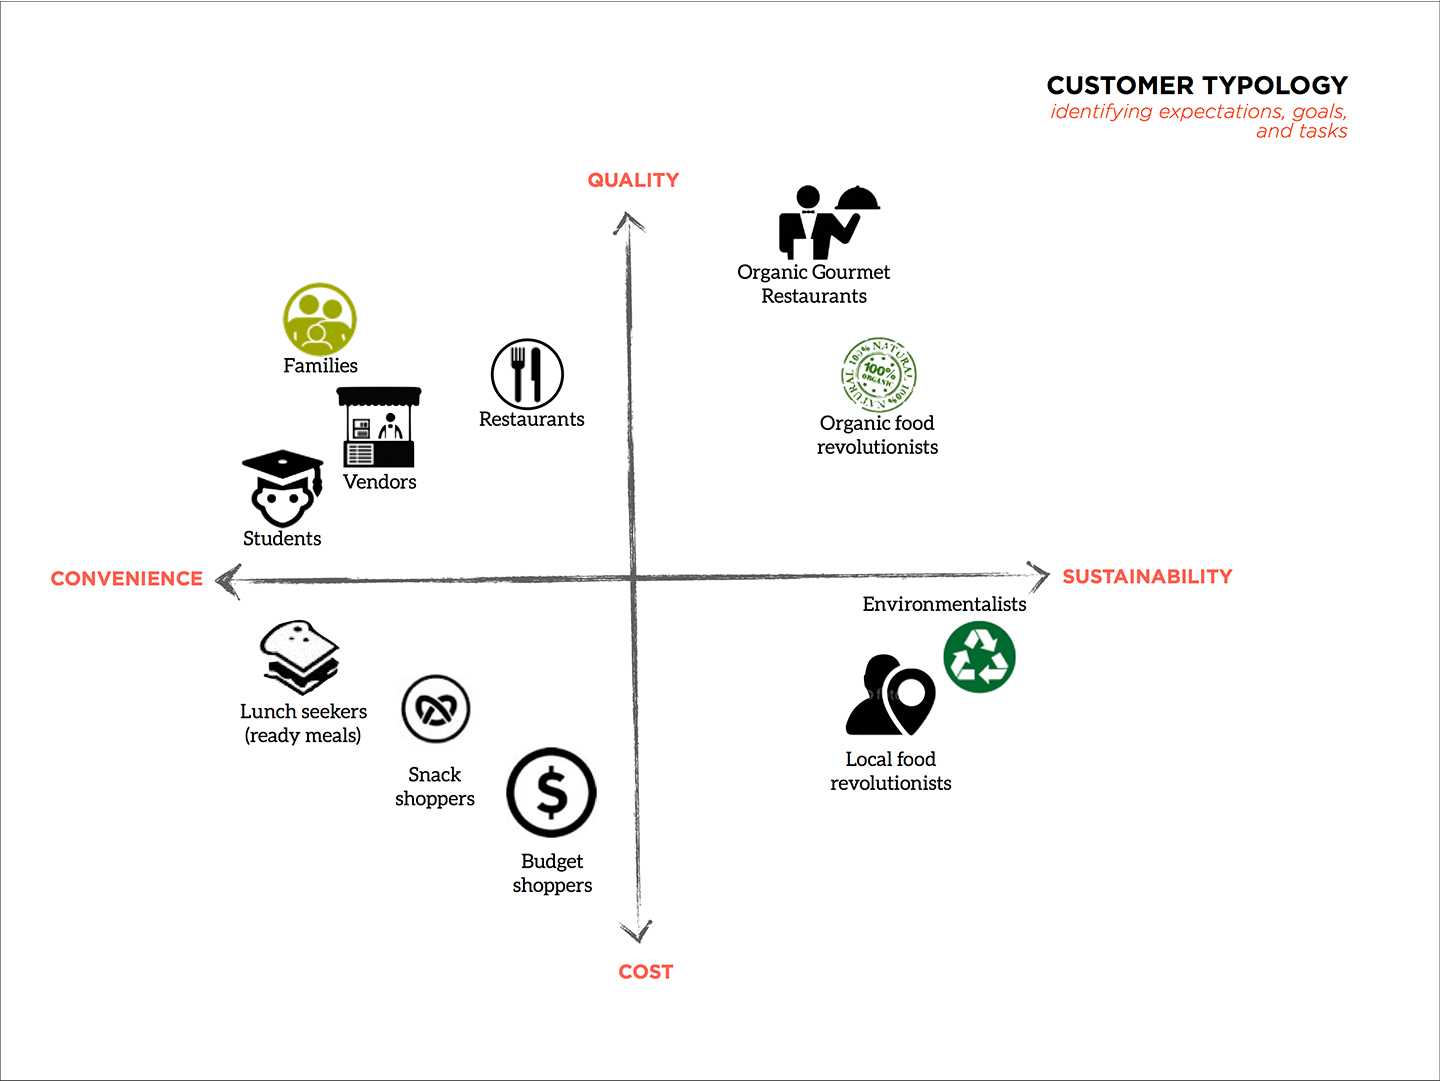 CUSTOMER TYPOLOGY
identifying expectations, goals,
and tasks
QUALITY
Organic Gourmet
Restaurants
Families
Restaurants
100% NATURAL
100%
ORGANIC
Organic food
revolutionists
Vendors
Students
CONVENIENCE
SUSTAINABILITY
Environmentalists
Lunch seekers
(ready meals)
Snack
shoppers
$
Budget
shoppers
Local food
revolutionists
COST